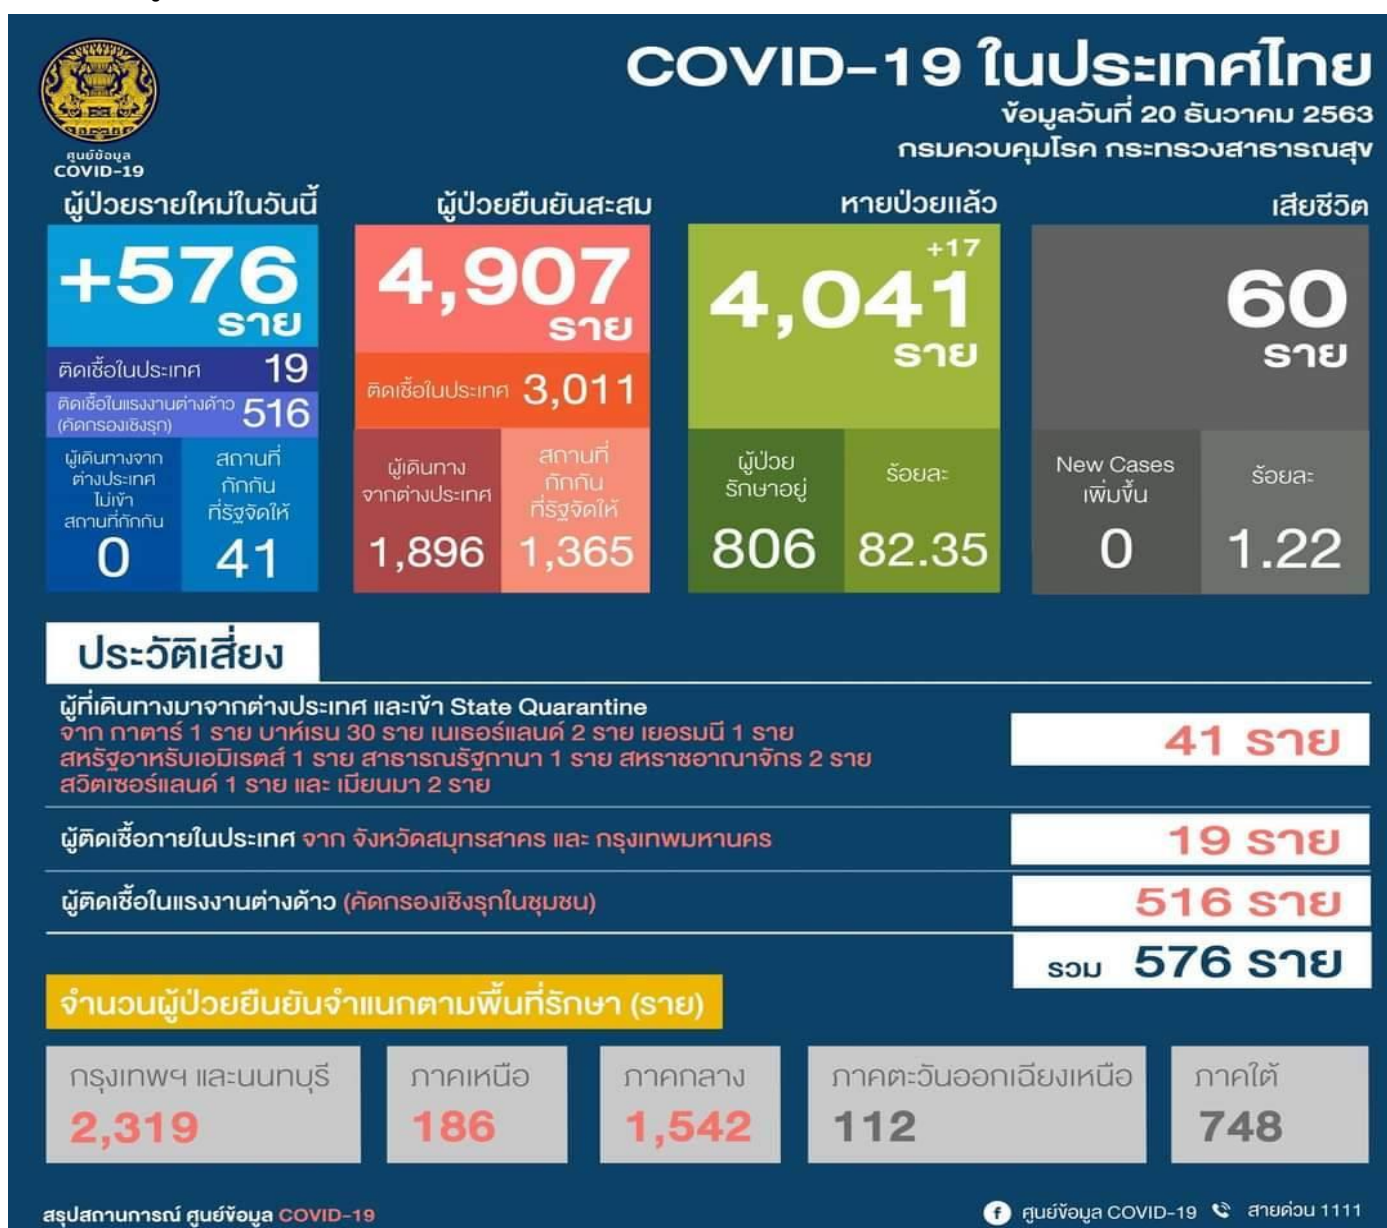 COVID-19 ในประเทศไทย
ข้อมูลวันที่ 20 ธันวาคม 2563
กรมควบคุมโรค กระทรวงสาธารณสุข
ศูนย์ข้อมูล
COVID-19
ผู้ป่วยรายใหม่ในวันนี้
+576
ราย
ติดเชื้อในประเทศ 19
ติดเชื้อในแรงงานต่างด้าว 516
(คัดกรองเชิงรุก)
ผู้เดินทางจาก
ต่างประเทศ
ไม่เข้า
สถานที่กักกัน
0
สถานที่
กักกัน
ที่รัฐจัดให้
41
ผู้ป่วยยืนยันสะสม
4,907
ราย
ติดเชื้อในประเทศ 3,011
ผู้เดินทาง
จากต่างประเทศ
1,896
สถานที่
กักกัน
ที่รัฐจัดให้
1,365
หายป่วยแล้ว
+17
4,041
ราย
ผู้ป่วย
รักษาอยู่
806
ร้อยละ
82.35
เสียชีวิต
60
ราย
New Cases
เพิ่มขึ้น
0
ร้อยละ
1.22
ประวัติเสี่ยง
ผู้ที่เดินทางมาจากต่างประเทศ และเข้า State Quarantine
จาก กาตาร์ 1 ราย บาห์เรน 30 ราย เนเธอร์แลนด์ 2 ราย เยอรมนี 1 ราย
สหรัฐอาหรับเอมิเรตส์ 1 ราย สาธารณรัฐกานา 1 ราย สหราชอาณาจักร 2 ราย
สวิตเซอร์แลนด์ 1 ราย และ เมียนมา 2 ราย
41 ราย
ผู้ติดเชื้อภายในประเทศ จาก จังหวัดสมุทรสาคร และ กรุงเทพมหานคร
19 ราย
ผู้ติดเชื้อในแรงงานต่างด้าว (คัดกรองเชิงรุกในชุมชน)
516 ราย
รวม 576 ราย
จำนวนผู้ป่วยยืนยันจำแนกตามพื้นที่รักษา (ราย)
กรุงเทพฯ และนนทบุรี
2,319
ภาคเหนือ
186
ภาคกลาง
1,542
ภาคตะวันออกเฉียงเหนือ
112
ภาคใต้
748
สรุปสถานการณ์ ศูนย์ข้อมูล COVID-19
ศูนย์ข้อมูล COVID-19 สายด่วน 1111